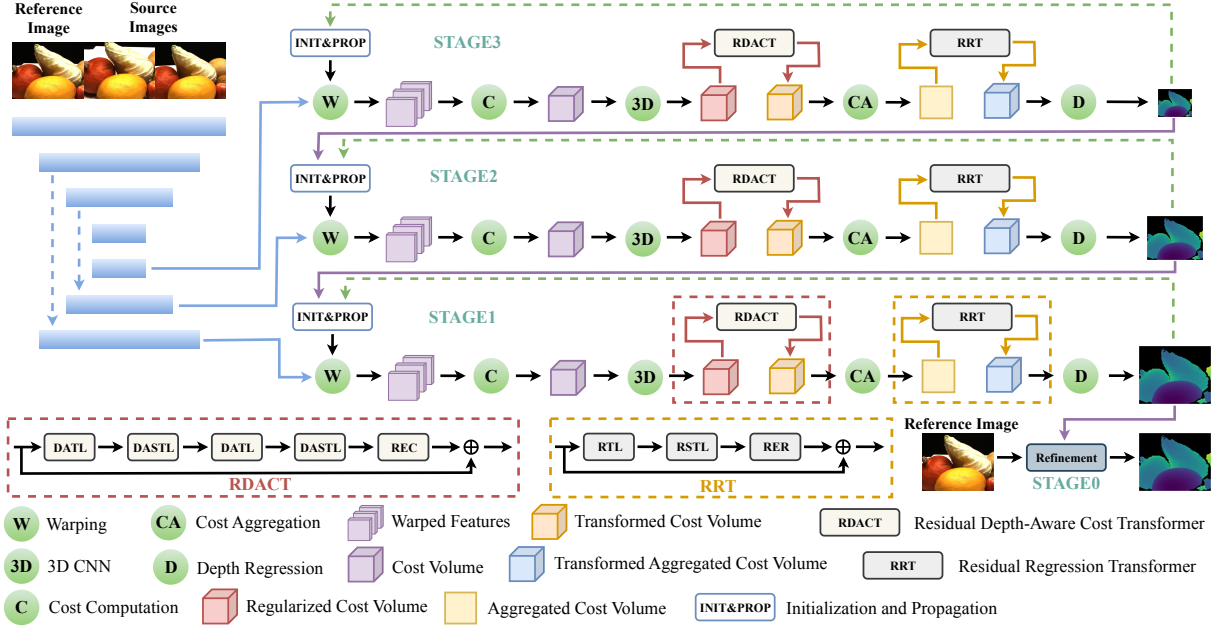 Reference Image
Source Images
INIT&PROP
STAGE3
RDACT
RRT
W
C
3D
CA
D
INIT&PROP
STAGE2
RDACT
RRT
W
C
3D
CA
D
INIT&PROP
STAGE1
RDACT
RRT
W
C
3D
CA
D
DATL
DASTL
DATL
DASTL
REC
RDACT
RTL
RSTL
RER
RRT
Reference Image
Refinement
STAGE0
W Warping
CA Cost Aggregation
Warped Features
Transformed Cost Volume
RDACT Residual Depth-Aware Cost Transformer
3D 3D CNN
D Depth Regression
Cost Volume
Transformed Aggregated Cost Volume
RRT Residual Regression Transformer
C Cost Computation
Regularized Cost Volume
Aggregated Cost Volume
INIT&PROP Initialization and Propagation